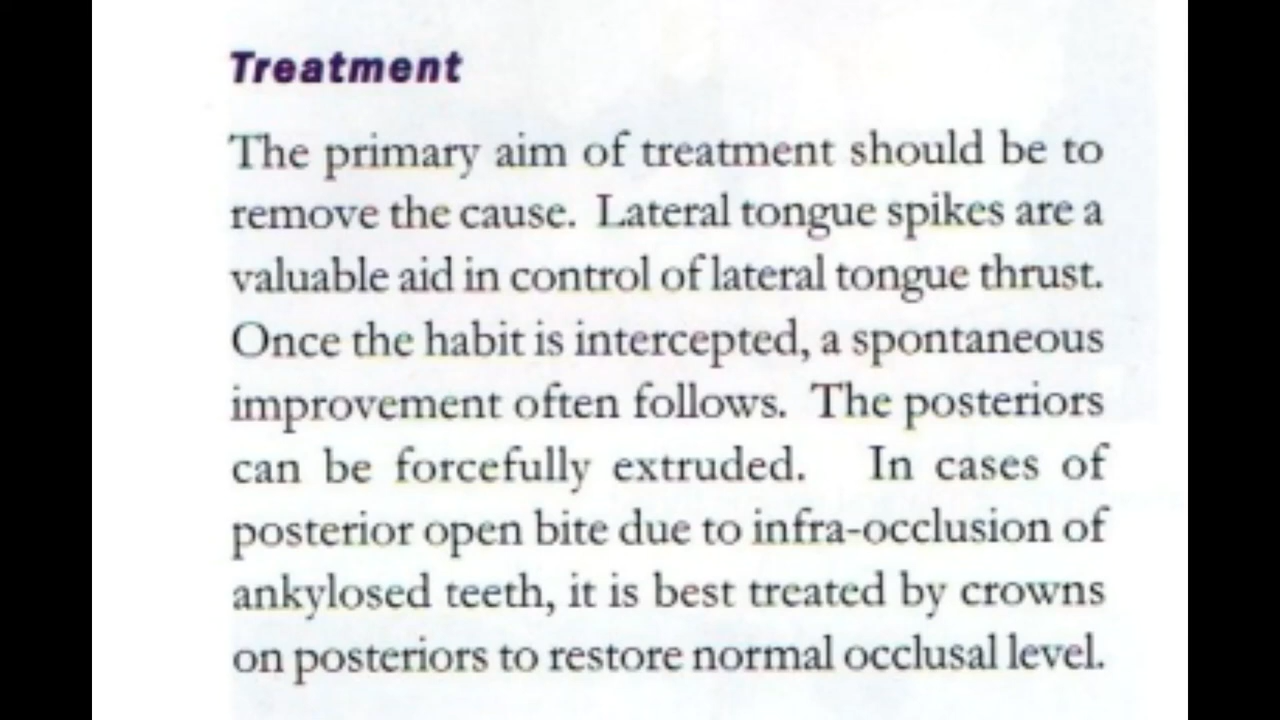 Treatment
The primary aim of treatment should be to
remove the cause. Lateral tongue spikes are a
valuable aid in control of lateral tongue thrust.
Once the habit is intercepted, a spontaneous
improvement often follows. The posteriors
can be forcefully extruded. In cases of
posterior open bite due to infra-occlusion of
ankylosed teeth, it is best treated by crowns
on posteriors to restore normal occlusal level.